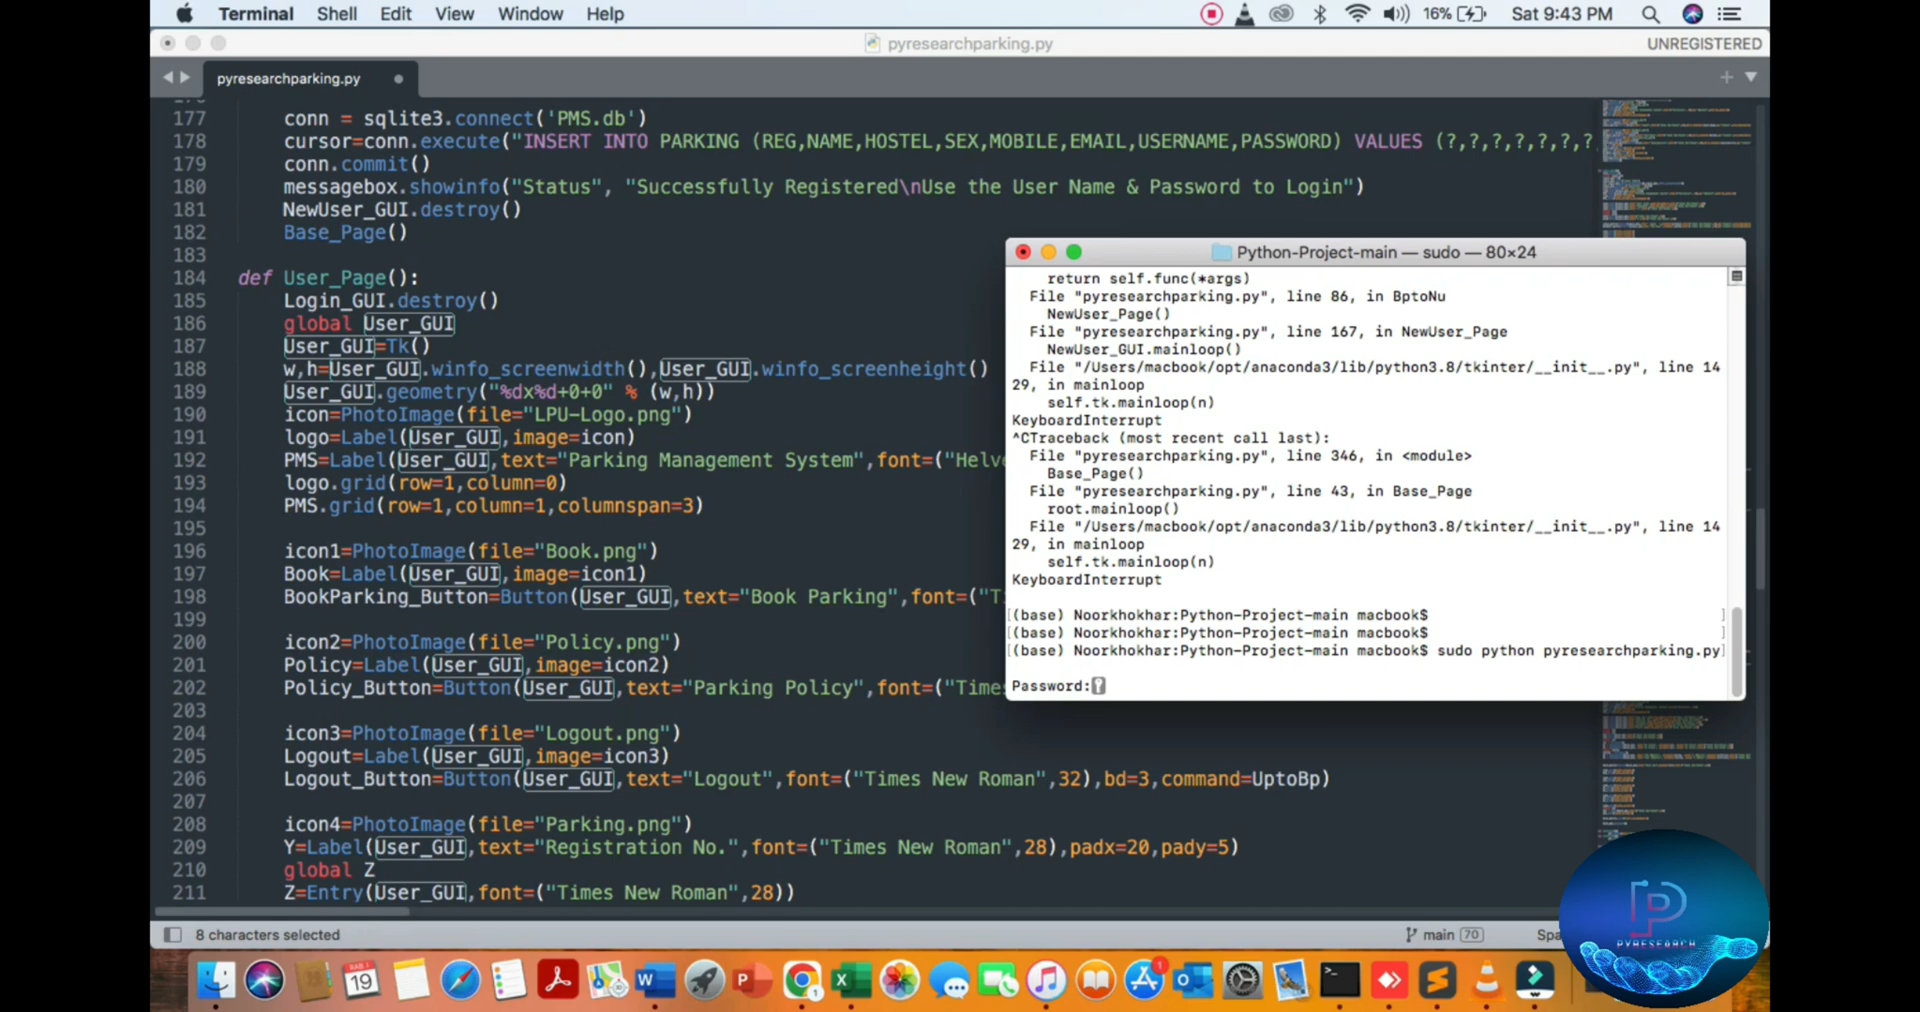 Terminal Shell Edit View Window Help 16% Sat 9:43 PM
pyresearchparking.py UNREGISTERED
pyresearchparking.py
177 conn = sqlite3.connect('PMS.db')
178 cursor=conn.execute("INSERT INTO PARKING (REG,NAME,HOSTEL,SEX,MOBILE,EMAIL,USERNAME,PASSWORD) VALUES (?,?,?,?,?,?,?
179 conn.commit()
180 messagebox.showinfo("Status", "Successfully Registered\nUse the User Name & Password to Login")
181 NewUser_GUI.destroy()
182 Base_Page()
183
184 def User_Page():
185 Login_GUI.destroy()
186 global User_GUI
187 User_GUI=Tk()
188 w,h=User_GUI.winfo_screenwidth(),User_GUI.winfo_screenheight()
189 User_GUI.geometry("%dx%d+0+0" % (w,h))
190 icon=PhotoImage(file="LPU-Logo.png")
191 logo=Label(User_GUI,image=icon)
192 PMS=Label(User_GUI,text="Parking Management System",font=("Helve
193 logo.grid(row=1,column=0)
194 PMS.grid(row=1,column=1,columnspan=3)
195
196 icon1=PhotoImage(file="Book.png")
197 Book=Label(User_GUI,image=icon1)
198 BookParking_Button=Button(User_GUI,text="Book Parking",font=("T
199
200 icon2=PhotoImage(file="Policy.png")
201 Policy=Label(User_GUI,image=icon2)
202 Policy_Button=Button(User_GUI,text="Parking Policy",font=("Time
203
204 icon3=PhotoImage(file="Logout.png")
205 Logout=Label(User_GUI,image=icon3)
206 Logout_Button=Button(User_GUI,text="Logout",font=("Times New Roman",32),bd=3,command=UptoBp)
207
208 icon4=PhotoImage(file="Parking.png")
209 Y=Label(User_GUI,text="Registration No.",font=("Times New Roman",28),padx=20,pady=5)
210 global Z
211 Z=Entry(User_GUI,font=("Times New Roman",28))
Python-Project-main — sudo — 80×24
return self.func(*args)
File "pyresearchparking.py", line 86, in BptoNu
NewUser_Page()
File "pyresearchparking.py", line 167, in NewUser_Page
NewUser_GUI.mainloop()
File "/Users/macbook/opt/anaconda3/lib/python3.8/tkinter/__init__.py", line 14
29, in mainloop
self.tk.mainloop(n)
KeyboardInterrupt
^CTraceback (most recent call last):
File "pyresearchparking.py", line 346, in <module>
Base_Page()
File "pyresearchparking.py", line 43, in Base_Page
root.mainloop()
File "/Users/macbook/opt/anaconda3/lib/python3.8/tkinter/__init__.py", line 14
29, in mainloop
self.tk.mainloop(n)
KeyboardInterrupt
[(base) Noorkhokhar:Python-Project-main macbook$ ]
[(base) Noorkhokhar:Python-Project-main macbook$ ]
[(base) Noorkhokhar:Python-Project-main macbook$ sudo python pyresearchparking.py]
Password:
8 characters selected main 70 Spa
PYRESEARCH
19